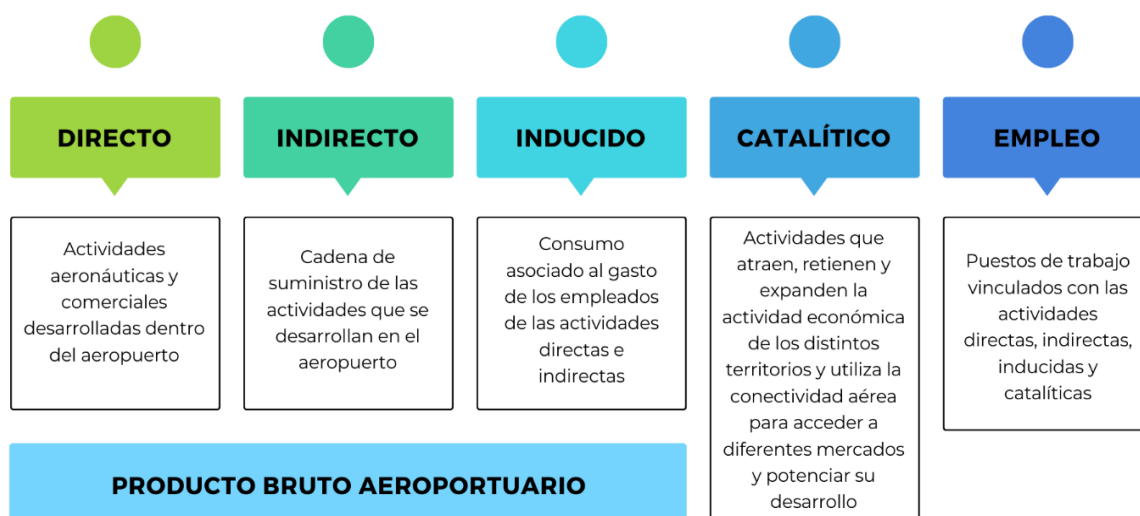 DIRECTO
Actividades
aeronáuticas y
comerciales
desarrolladas dentro
del aeropuerto
INDIRECTO
Cadena de
suministro de las
actividades que se
desarrollan en el
aeropuerto
INDUCIDO
Consumo
asociado al gasto
de los empleados
de las actividades
directas e
indirectas
CATALÍTICO
Actividades que
atraen, retienen y
expanden la
actividad económica
de los distintos
territorios y utiliza la
conectividad aérea
para acceder a
diferentes mercados
y potenciar su
desarrollo
EMPLEO
Puestos de trabajo
vinculados con las
actividades
directas, indirectas,
inducidas y
catalíticas
PRODUCTO BRUTO AEROPORTUARIO